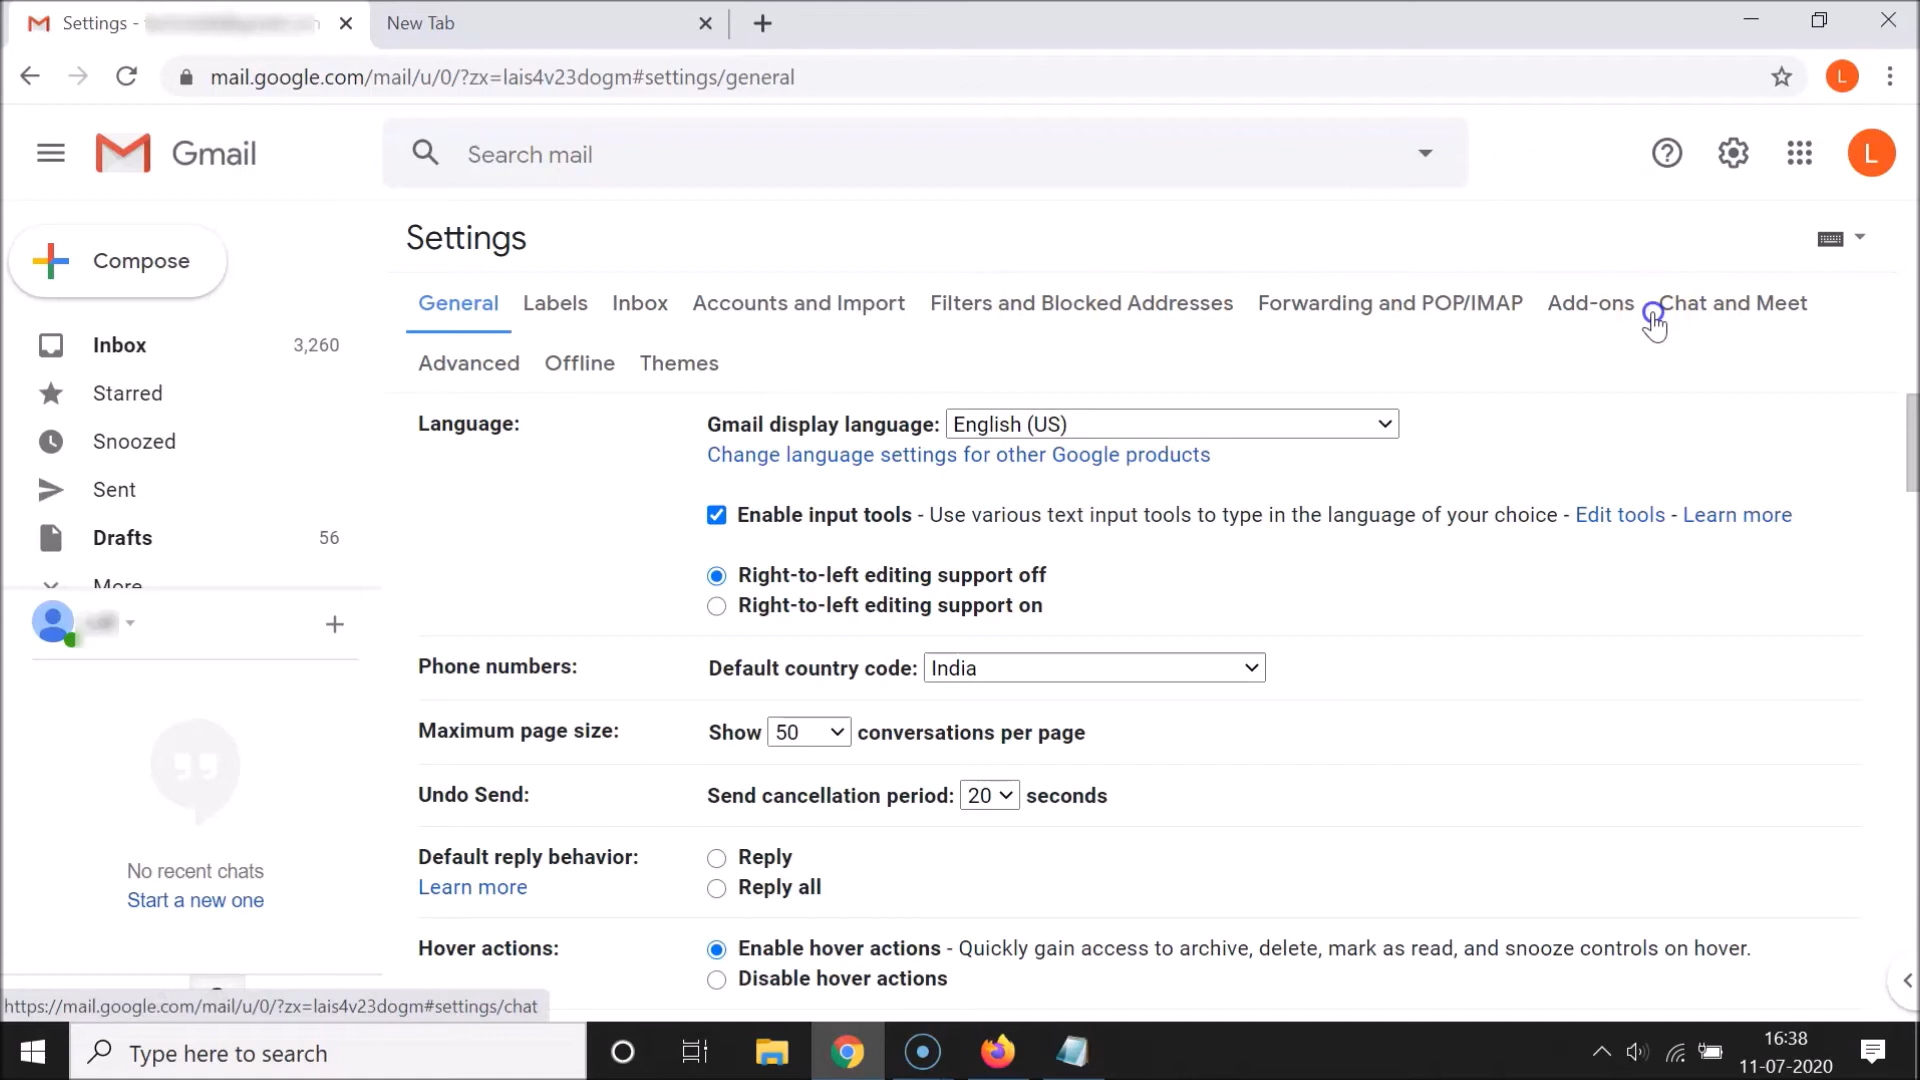 Settings -
New Tab
mail.google.com/mail/u/0/?zx=lais4v23dogm#settings/general
L
Gmail
Search mail
L
Compose
Settings
General Labels Inbox Accounts and Import Filters and Blocked Addresses Forwarding and POP/IMAP Add-ons Chat and Meet
Advanced Offline Themes
Inbox 3,260
Starred
Snoozed
Sent
Drafts 56
More
No recent chats
Start a new one
Language: Gmail display language: English (US)
Change language settings for other Google products
Enable input tools - Use various text input tools to type in the language of your choice - Edit tools - Learn more
Right-to-left editing support off
Right-to-left editing support on
Phone numbers: Default country code: India
Maximum page size: Show 50 conversations per page
Undo Send: Send cancellation period: 20 seconds
Default reply behavior: Reply
Learn more Reply all
Hover actions: Enable hover actions - Quickly gain access to archive, delete, mark as read, and snooze controls on hover.
Disable hover actions
https://mail.google.com/mail/u/0/?zx=lais4v23dogm#settings/chat
Type here to search
16:38
11-07-2020